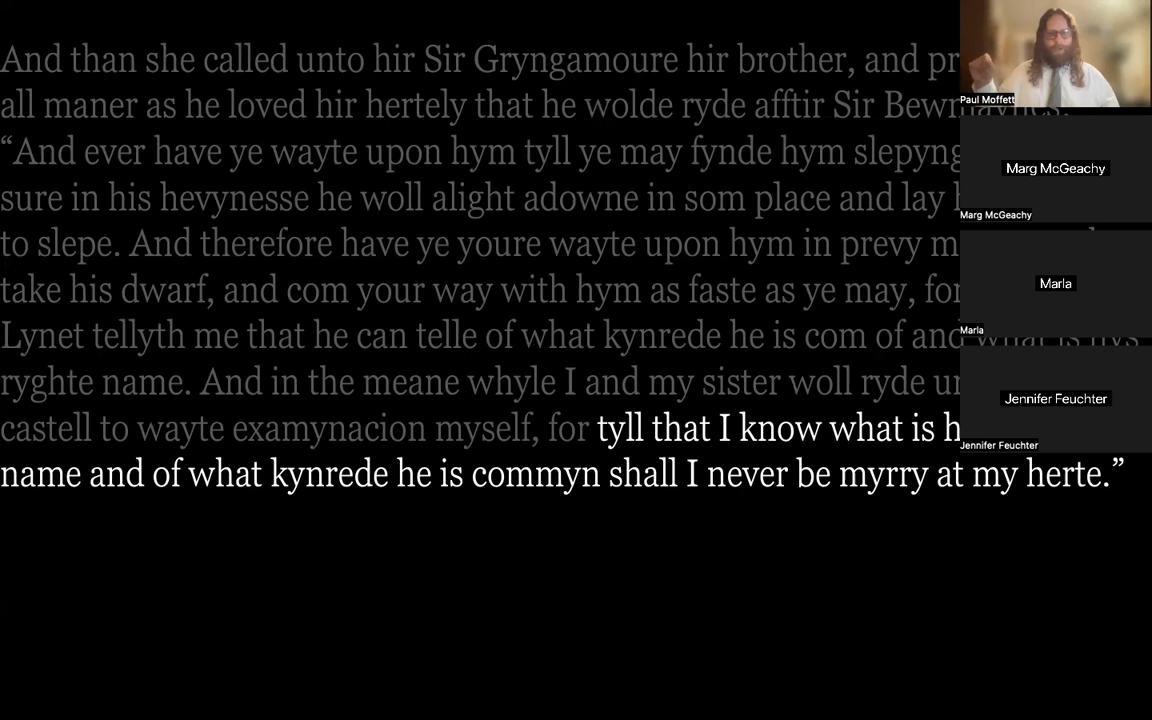 And than she called unto hir Sir Gryngamoure hir brother, and
all maner as he loved hir hertely that he wolde ryde afftir Sir Bewmaynes.
“And ever have ye wayte upon hym tyll ye may fynde hym
sure in his hevynesse he woll alight adowne in som place and lay
to slepe. And therefore have ye youre wayte upon hym in prevy
take his dwarf, and com your way with hym as faste as ye may,
Lynet tellyth me that he can telle of what kynrede he is com of and what is hys
ryghte name. And in the meane whyle I and my sister woll ryde
castell to wayte examynacion myself, for tyll that I know what is
name and of what kynrede he is commyn shall I never be myrry at my herte.”
Paul Moffett
Marg McGeachy
Marg McGeachy
Marla
Marla
Jennifer Feuchter
Jennifer Feuchter